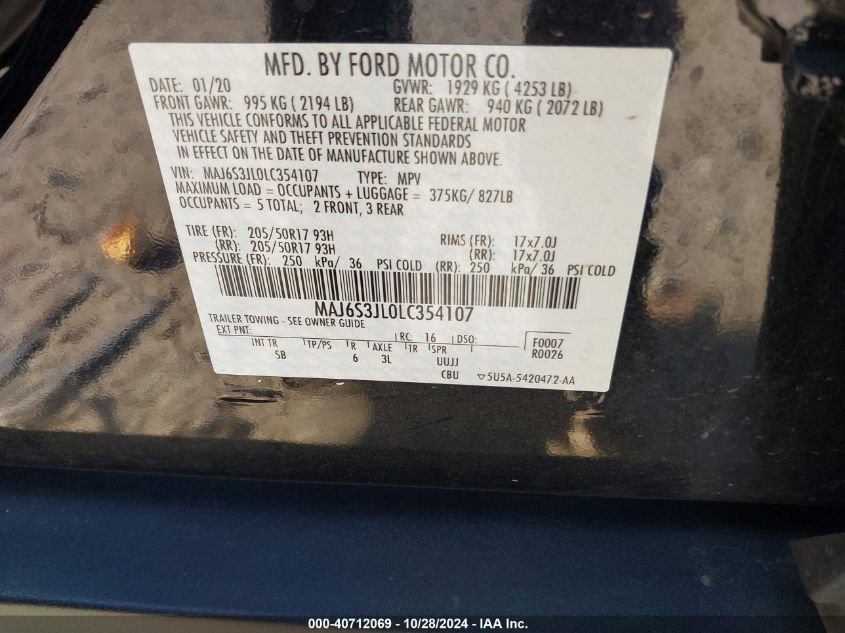 MFD. BY FORD MOTOR CO.
DATE: 01/20 GVWR: 1929 KG ( 4253 LB)
FRONT GAWR: 995 KG ( 2194 LB) REAR GAWR: 940 KG ( 2072 LB)
THIS VEHICLE CONFORMS TO ALL APPLICABLE FEDERAL MOTOR
VEHICLE SAFETY AND THEFT PREVENTION STANDARDS
IN EFFECT ON THE DATE OF MANUFACTURE SHOWN ABOVE.
VIN: MAJ6S3JL0LC354107 TYPE: MPV
MAXIMUM LOAD = OCCUPANTS + LUGGAGE = 375KG/ 827LB
OCCUPANTS = 5 TOTAL; 2 FRONT, 3 REAR
TIRE (FR): 205/50R17 93H RIMS (FR): 17x7.0J
(RR): 205/50R17 93H (RR): 17x7.0J
PRESSURE (FR): 250 kPa/ 36 PSI COLD (RR): 250 kPa/ 36 PSI COLD
MAJ6S3JL0LC354107
TRAILER TOWING - SEE OWNER GUIDE
EXT PNT: RC: 16 DSO: F0007
INT TR TP/PS R AXLE TR SPR R0026
SB 6 3L UUJJ
CBU ▽5U5A-5420472-AA
000-40712069 - 10/28/2024 - IAA Inc.